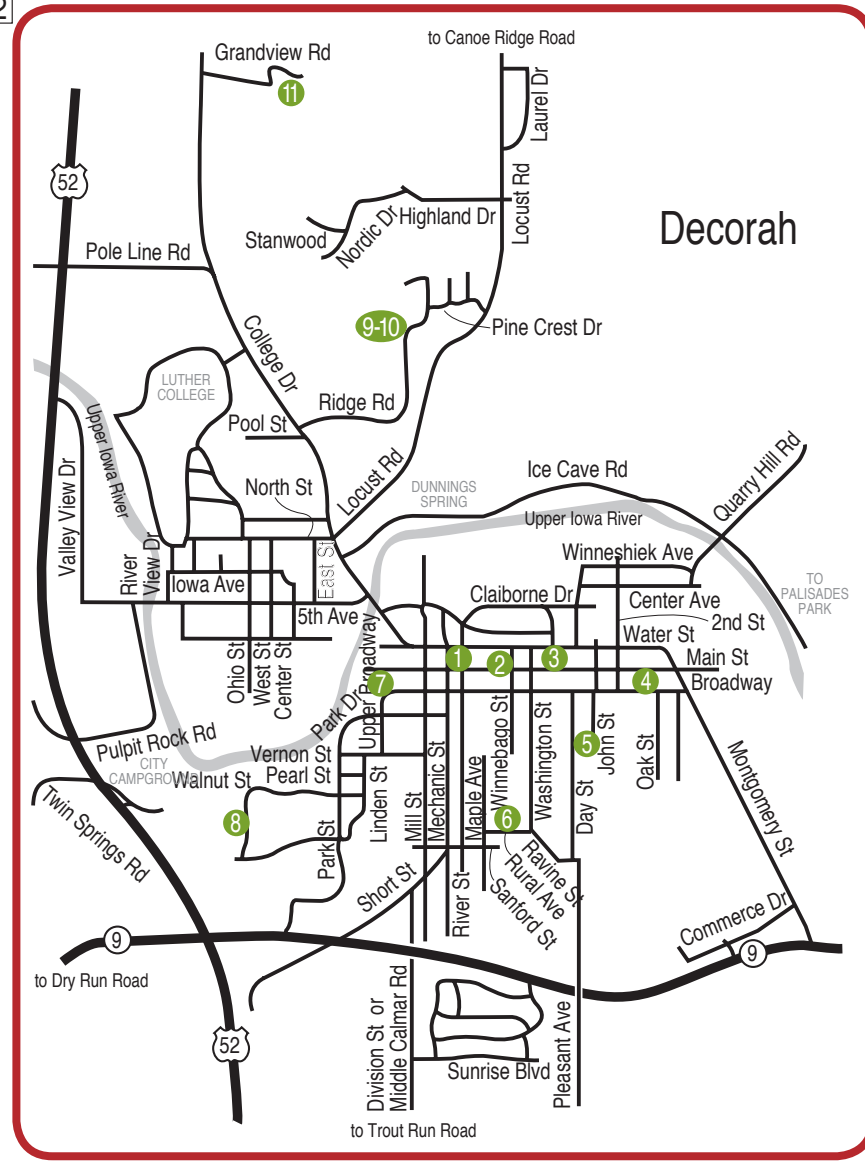 2
Grandview Rd
to Canoe Ridge Road
11
Laurel Dr
52
Locust Rd
Highland Dr
Nordic Dr
Stanwood
Decorah
Pole Line Rd
9-10
Pine Crest Dr
College Dr
LUTHER
COLLEGE
Ridge Rd
Pool St
Upper Iowa River
Locust Rd
DUNNINGS
SPRING
Ice Cave Rd
Quarry Hill Rd
North St
Upper Iowa River
Valley View Dr
River
View Dr
Winneshiek Ave
East St
Iowa Ave
Claiborne Dr
Center Ave
TO
PALISADES
PARK
5th Ave
2nd St
Water St
Ohio St
West St
Center St
Upper Broadway
1
2
3
Main St
7
4
Broadway
Park Dr
Pulpit Rock Rd
CITY
CAMPGROUND
Vernon St
Pearl St
Walnut St
Winnebago St
Washington St
5
John St
Oak St
Montgomery St
Twin Springs Rd
8
Linden St
Mill St
Mechanic St
Maple Ave
6
Day St
Park St
Short St
River St
Ravine St
Rural Ave
Sanford St
Commerce Dr
9
9
to Dry Run Road
52
Division St or
Middle Calmar Rd
Sunrise Blvd
Pleasant Ave
to Trout Run Road